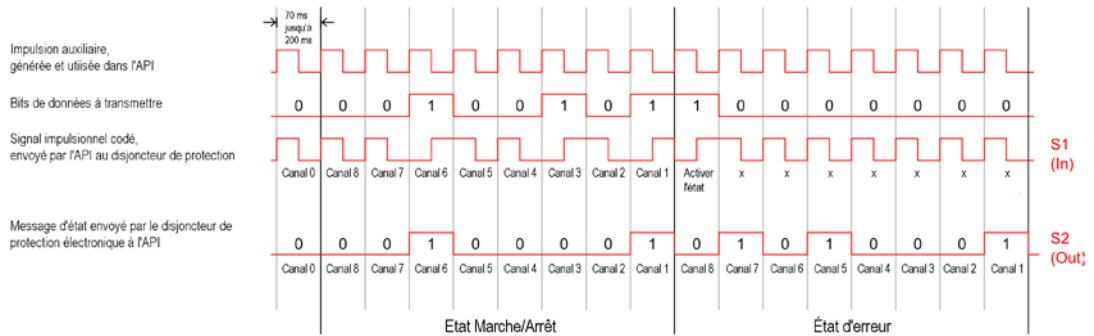 70 ms
jusqu'à
200 ms
Impulsion auxiliaire,
générée et utiisée dans l'API
Bits de données à transmettre
0 0 0 1 0 0 1 0 1 1 0 0 0 0 0 0 0
Signal impulsionnel codé,
envoyé par l'API au disjoncteur de protection
S1
(In)
Canal 0 Canal 8 Canal 7 Canal 6 Canal 5 Canal 4 Canal 3 Canal 2 Canal 1 Activer x x x x x x x
l'état
Message d'état envoyé par le disjoncteur de
protection électronique à l'API
0 0 0 1 0 0 0 0 1 0 1 0 1 0 0 0 1
S2
(Out)
Canal 0 Canal 8 Canal 7 Canal 6 Canal 5 Canal 4 Canal 3 Canal 2 Canal 1 Canal 8 Canal 7 Canal 6 Canal 5 Canal 4 Canal 3 Canal 2 Canal 1
Etat Marche/Arrêt
État d'erreur